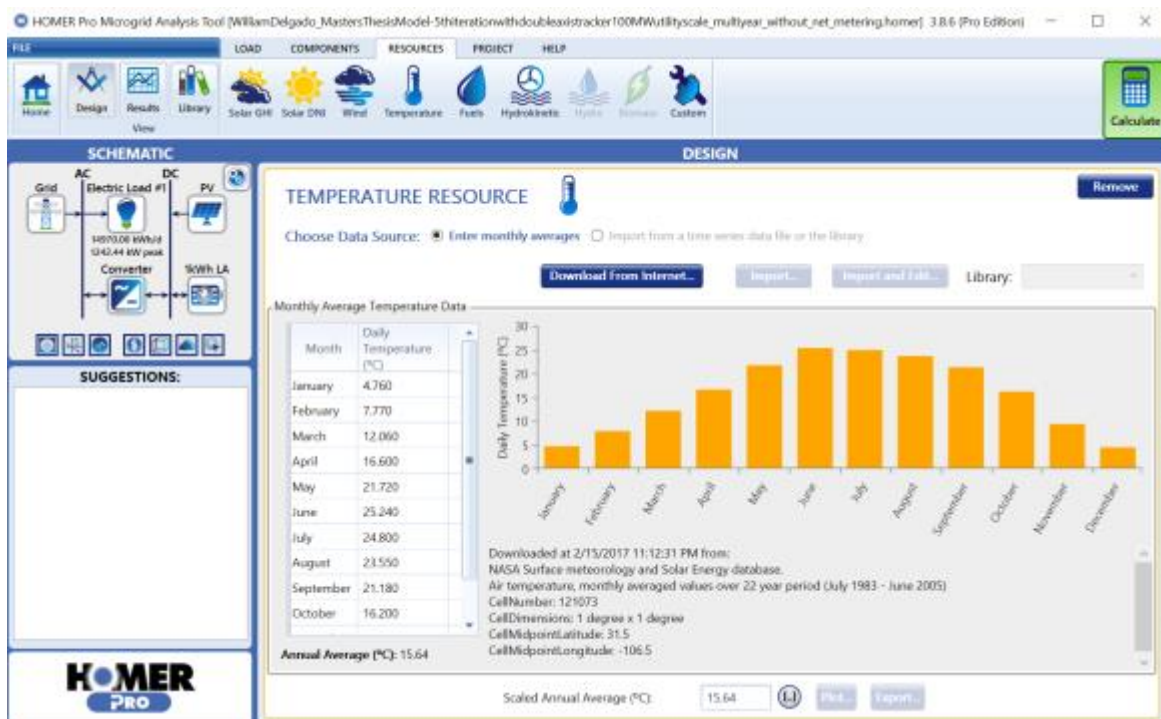 HOMER Pro Microgrid Analysis Tool [WilliamDelgado_MastersThesisModel-5thiterationwithdoubleaxistracker100MWutilityscale_multiyear_without_net_metering.homer] 3.8.6 (Pro Edition)
FILE
LOAD COMPONENTS RESOURCES PROJECT HELP
Home Design Results Library Solar GHI Solar DNI Wind Temperature Fuels Hydrokinetic Hydro Biomass Custom
View
Calculate
SCHEMATIC
AC DC
Grid Electric Load #1 PV
14970.00 kWh/d
1243.44 kW peak
Converter 1kWh LA
SUGGESTIONS:
HOMER
PRO
DESIGN
TEMPERATURE RESOURCE
Remove
Choose Data Source: Enter monthly averages Import from a time series data file or the library
Download From Internet... Import... Import and Edit... Library:
Monthly Average Temperature Data
Month Daily Temperature (ºC)
January 4.760
February 7.770
March 12.060
April 16.600
May 21.720
June 25.240
July 24.800
August 23.550
September 21.180
October 16.200
Annual Average (ºC): 15.64
Daily Temperature (ºC)
30
25
20
15
10
5
0
January February March April May June July August September October November December
Downloaded at 2/15/2017 11:12:31 PM from:
NASA Surface meteorology and Solar Energy database.
Air temperature, monthly averaged values over 22 year period (July 1983 - June 2005)
CellNumber: 121073
CellDimensions: 1 degree x 1 degree
CellMidpointLatitude: 31.5
CellMidpointLongitude: -106.5
Scaled Annual Average (ºC): 15.64 {..} Plot... Export...